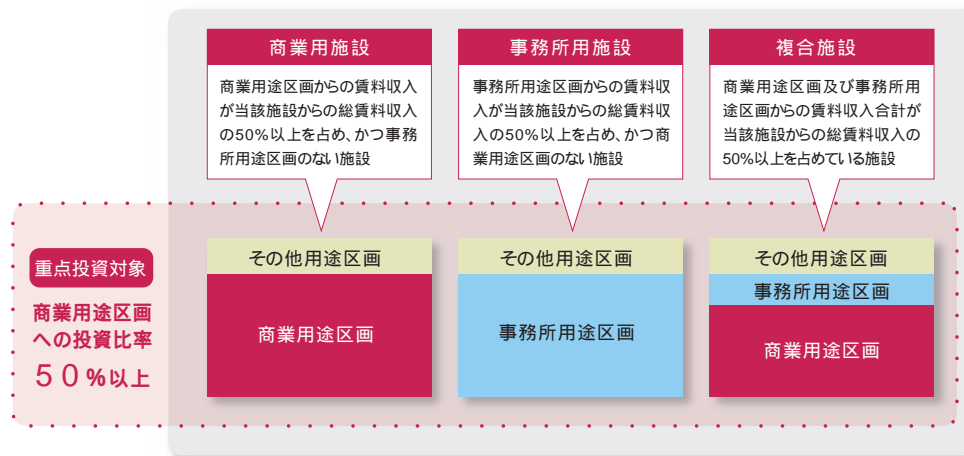 商業用施設
商業用途区画からの賃料収入
が当該施設からの総賃料収入
の50%以上を占め、かつ事務
所用途区画のない施設
事務所用施設
事務所用途区画からの賃料収
入が当該施設からの総賃料収
入の50%以上を占め、かつ商
業用途区画のない施設
複合施設
商業用途区画及び事務所用
途区画からの賃料収入合計が
当該施設からの総賃料収入の
50%以上を占めている施設
重点投資対象
商業用途区画
への投資比率
50%以上
その他用途区画
商業用途区画
その他用途区画
事務所用途区画
その他用途区画
事務所用途区画
商業用途区画